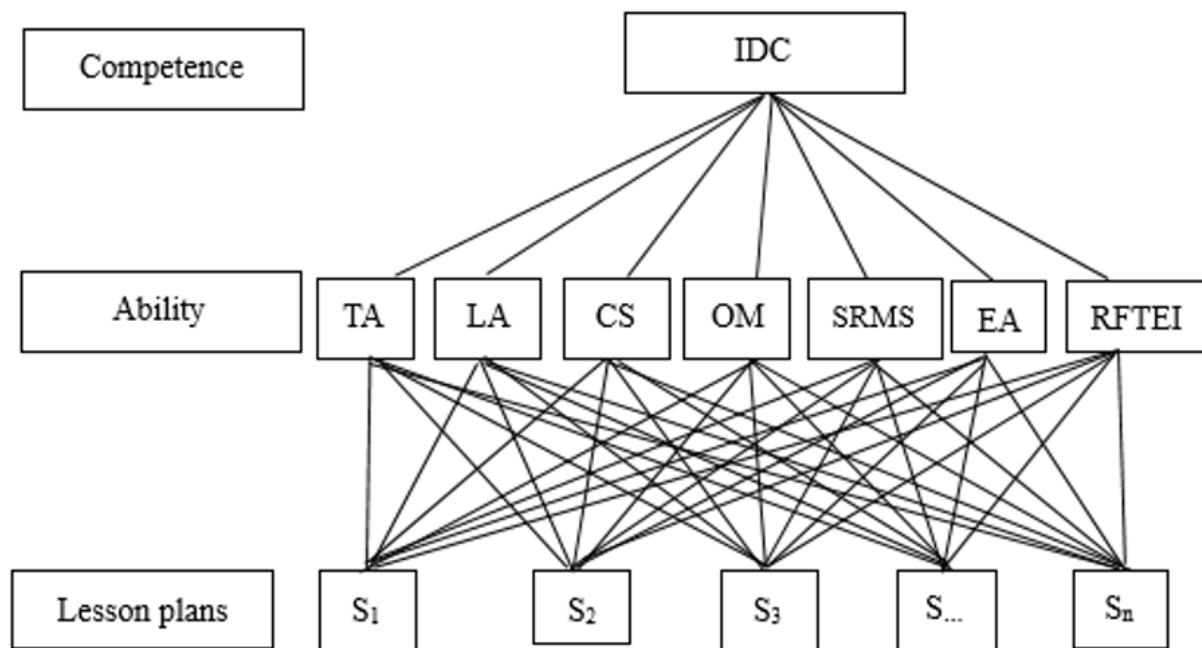 Competence
IDC
Ability
TA
LA
CS
OM
SRMS
EA
RFTEI
Lesson plans
S₁
S₂
S₃
S...
Sₙ